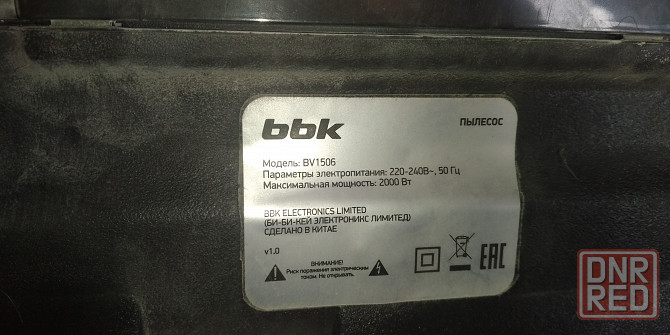 bbk
ПЫЛЕСОС
Модель: BV1506
Параметры электропитания: 220-240В~, 50 Гц
Максимальная мощность: 2000 Вт
BBK ELECTRONICS LIMITED
(БИ-БИ-КЕЙ ЭЛЕКТРОНИКС ЛИМИТЕД)
СДЕЛАНО В КИТАЕ
v1.0
ВНИМАНИЕ!
Риск поражения электрическим
током. Не открывать.
EAC
DNR
RED